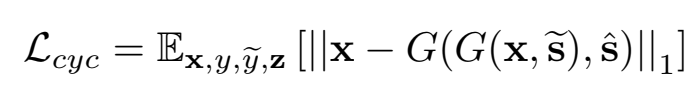 $\mathcal{L}_{cyc} = \mathbb{E}_{\mathbf{x},y,\widetilde{y},\mathbf{z}}\left[||\mathbf{x} - G(G(\mathbf{x},\widetilde{\mathbf{s}}),\hat{\mathbf{s}})||_1\right]$